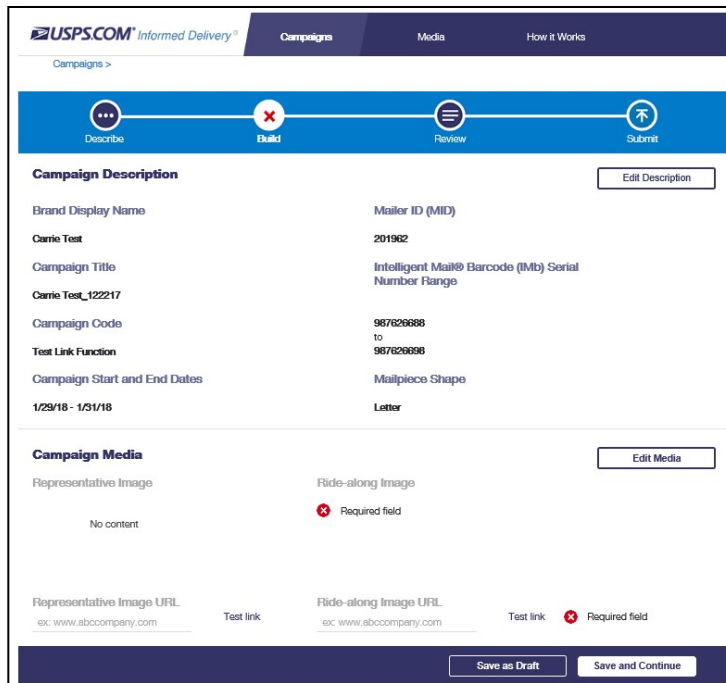 USPS.COM® Informed Delivery® Campaigns Media How it Works
Campaigns >
Describe Build Review Submit
Campaign Description Edit Description
Brand Display Name Mailer ID (MID)
Carrie Test 201962
Campaign Title Intelligent Mail® Barcode (IMb) Serial
Number Range
Carrie Test_122217
Campaign Code 987626688
to
Test Link Function 987626698
Campaign Start and End Dates Mailpiece Shape
1/29/18 - 1/31/18 Letter
Campaign Media Edit Media
Representative Image Ride-along Image
Required field
No content
Representative Image URL Ride-along Image URL
ex: www.abccompany.com Test link ex: www.abccompany.com Test link Required field
Save as Draft Save and Continue